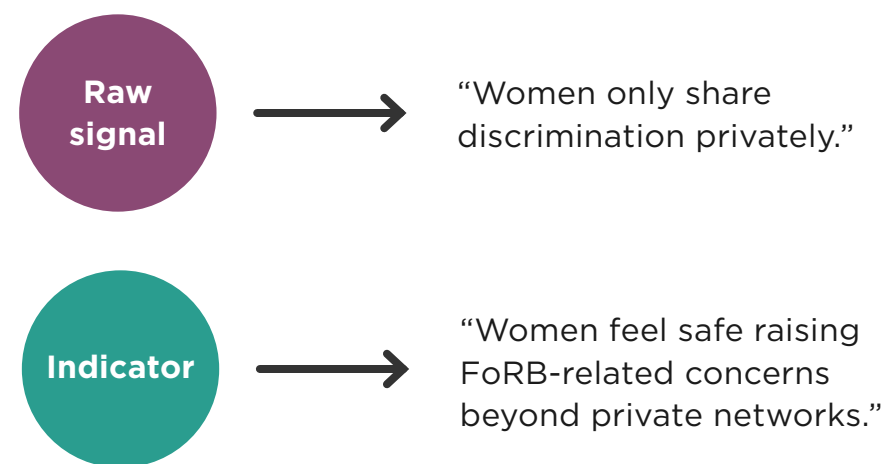 Raw
signal
“Women only share
discrimination privately.”
Indicator
“Women feel safe raising
FoRB-related concerns
beyond private networks.”